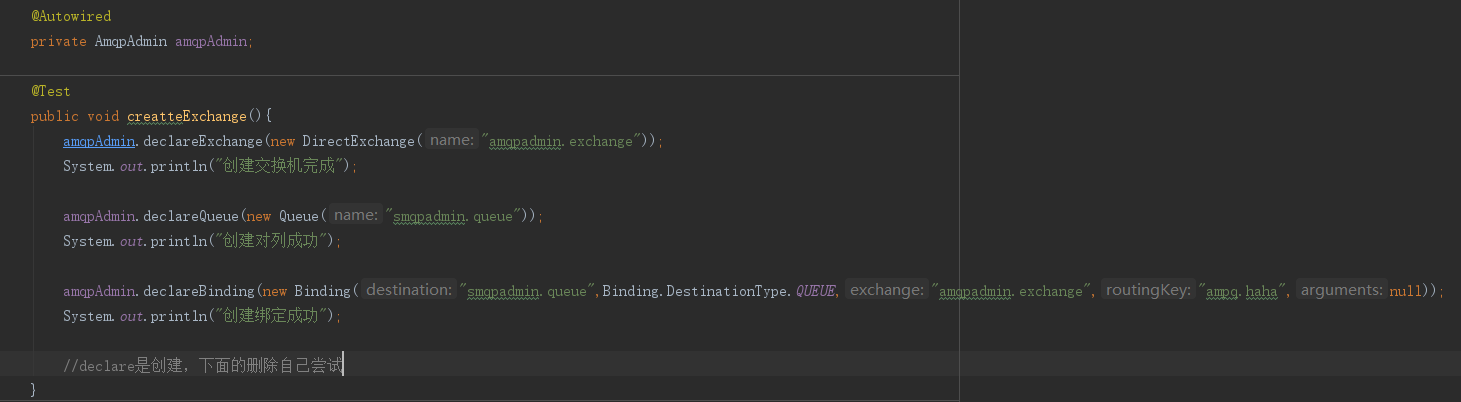 @Autowired
private AmqpAdmin amqpAdmin;
@Test
public void creatteExchange(){
amqpAdmin.declareExchange(new DirectExchange( name: "amqpadmin.exchange"));
System.out.println("创建交换机完成");
amqpAdmin.declareQueue(new Queue( name: "smqpadmin.queue"));
System.out.println("创建对列成功");
amqpAdmin.declareBinding(new Binding( destination: "smqpadmin.queue",Binding.DestinationType.QUEUE, exchange: "amqpadmin.exchange", routingKey: "ampq.haha", arguments: null));
System.out.println("创建绑定成功");
//declare是创建，下面的删除自己尝试
}